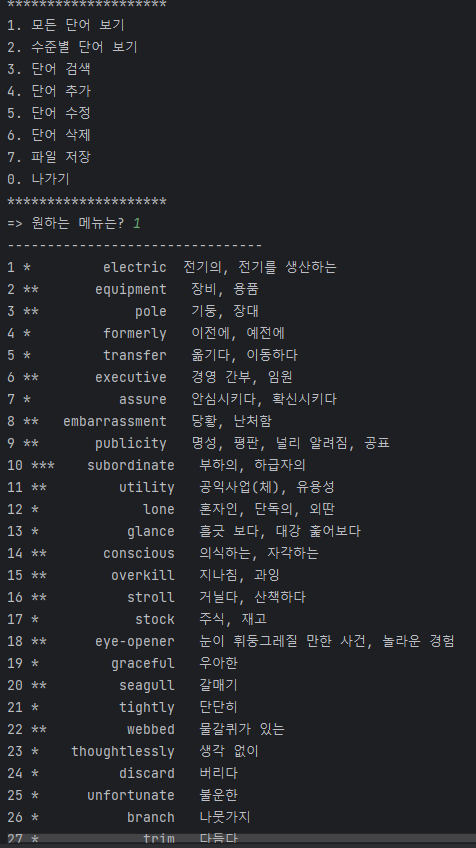 ********************
1. 모든 단어 보기
2. 수준별 단어 보기
3. 단어 검색
4. 단어 추가
5. 단어 수정
6. 단어 삭제
7. 파일 저장
0. 나가기
********************
=> 원하는 메뉴는? 1
--------------------------------
1 * electric 전기의, 전기를 생산하는
2 ** equipment 장비, 용품
3 ** pole 기둥, 장대
4 * formerly 이전에, 예전에
5 * transfer 옮기다, 이동하다
6 ** executive 경영 간부, 임원
7 * assure 안심시키다, 확신시키다
8 ** embarrassment 당황, 난처함
9 ** publicity 명성, 평판, 널리 알려짐, 공표
10 *** subordinate 부하의, 하급자의
11 ** utility 공익사업(체), 유용성
12 * lone 혼자인, 단독의, 외딴
13 * glance 흘긋 보다, 대강 훑어보다
14 ** conscious 의식하는, 자각하는
15 ** overkill 지나침, 과잉
16 ** stroll 거닐다, 산책하다
17 * stock 주식, 재고
18 ** eye-opener 눈이 휘둥그레질 만한 사건, 놀라운 경험
19 * graceful 우아한
20 ** seagull 갈매기
21 * tightly 단단히
22 ** webbed 물갈퀴가 있는
23 * thoughtlessly 생각 없이
24 * discard 버리다
25 * unfortunate 불운한
26 * branch 나뭇가지
27 * trim 다듬다